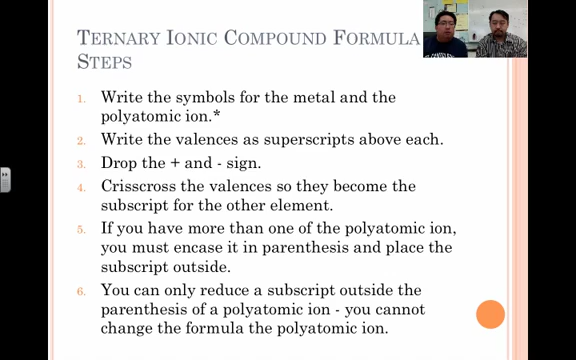 TERNARY IONIC COMPOUND FORMULA
STEPS
1. Write the symbols for the metal and the
polyatomic ion.*
2. Write the valences as superscripts above each.
3. Drop the + and - sign.
4. Crisscross the valences so they become the
subscript for the other element.
5. If you have more than one of the polyatomic ion,
you must encase it in parenthesis and place the
subscript outside.
6. You can only reduce a subscript outside the
parenthesis of a polyatomic ion - you cannot
change the formula the polyatomic ion.